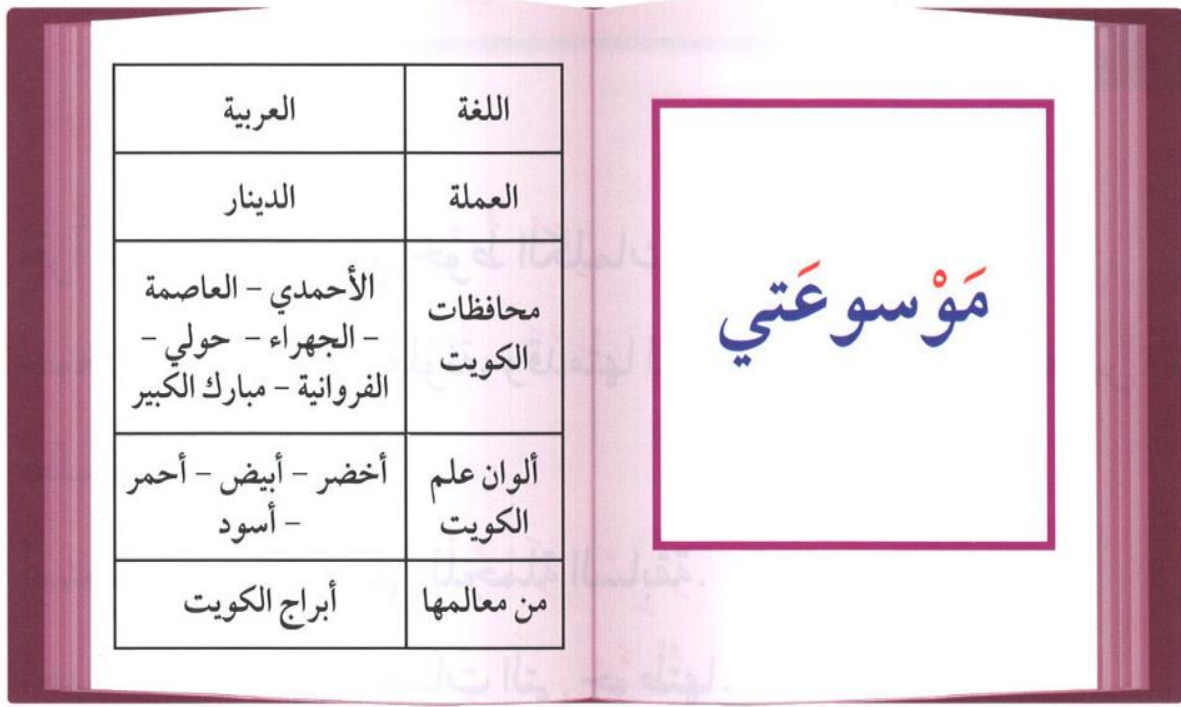 مَوْسوعَتي
اللغة
العربية
العملة
الدينار
محافظات
الكويت
الأحمدي – العاصمة
– الجهراء – حولي –
الفروانية – مبارك الكبير
ألوان علم
الكويت
أخضر – أبيض – أحمر
– أسود
من معالمها
أبراج الكويت